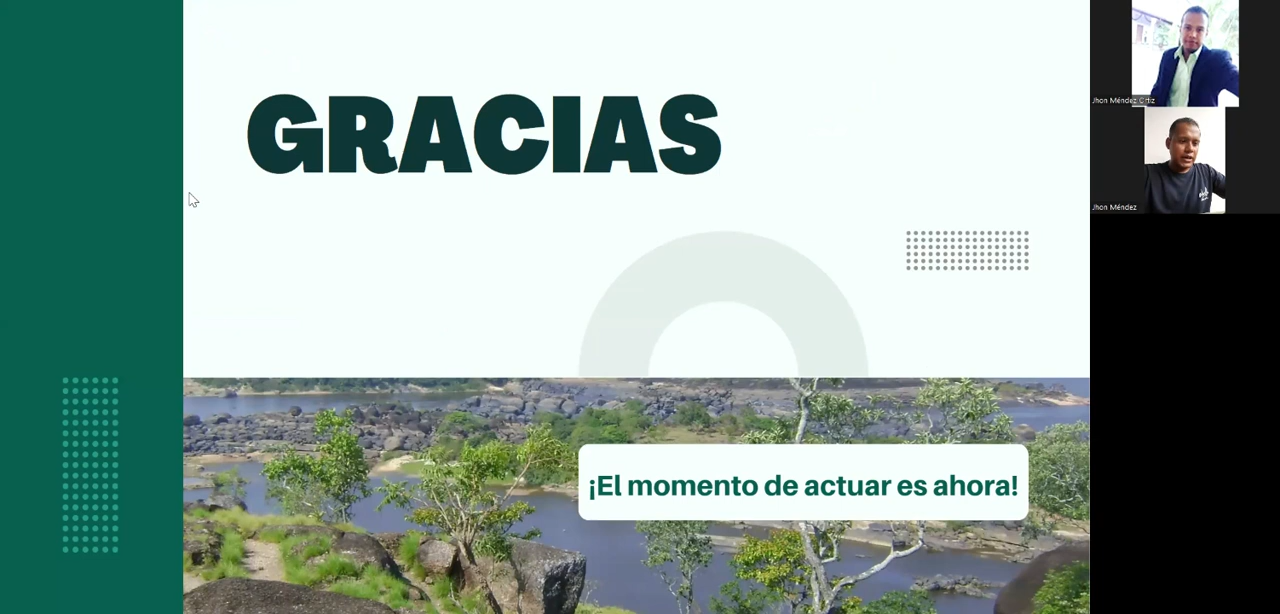 GRACIAS
¡El momento de actuar es ahora!
Jhon Méndez Ortiz
Jhon Méndez